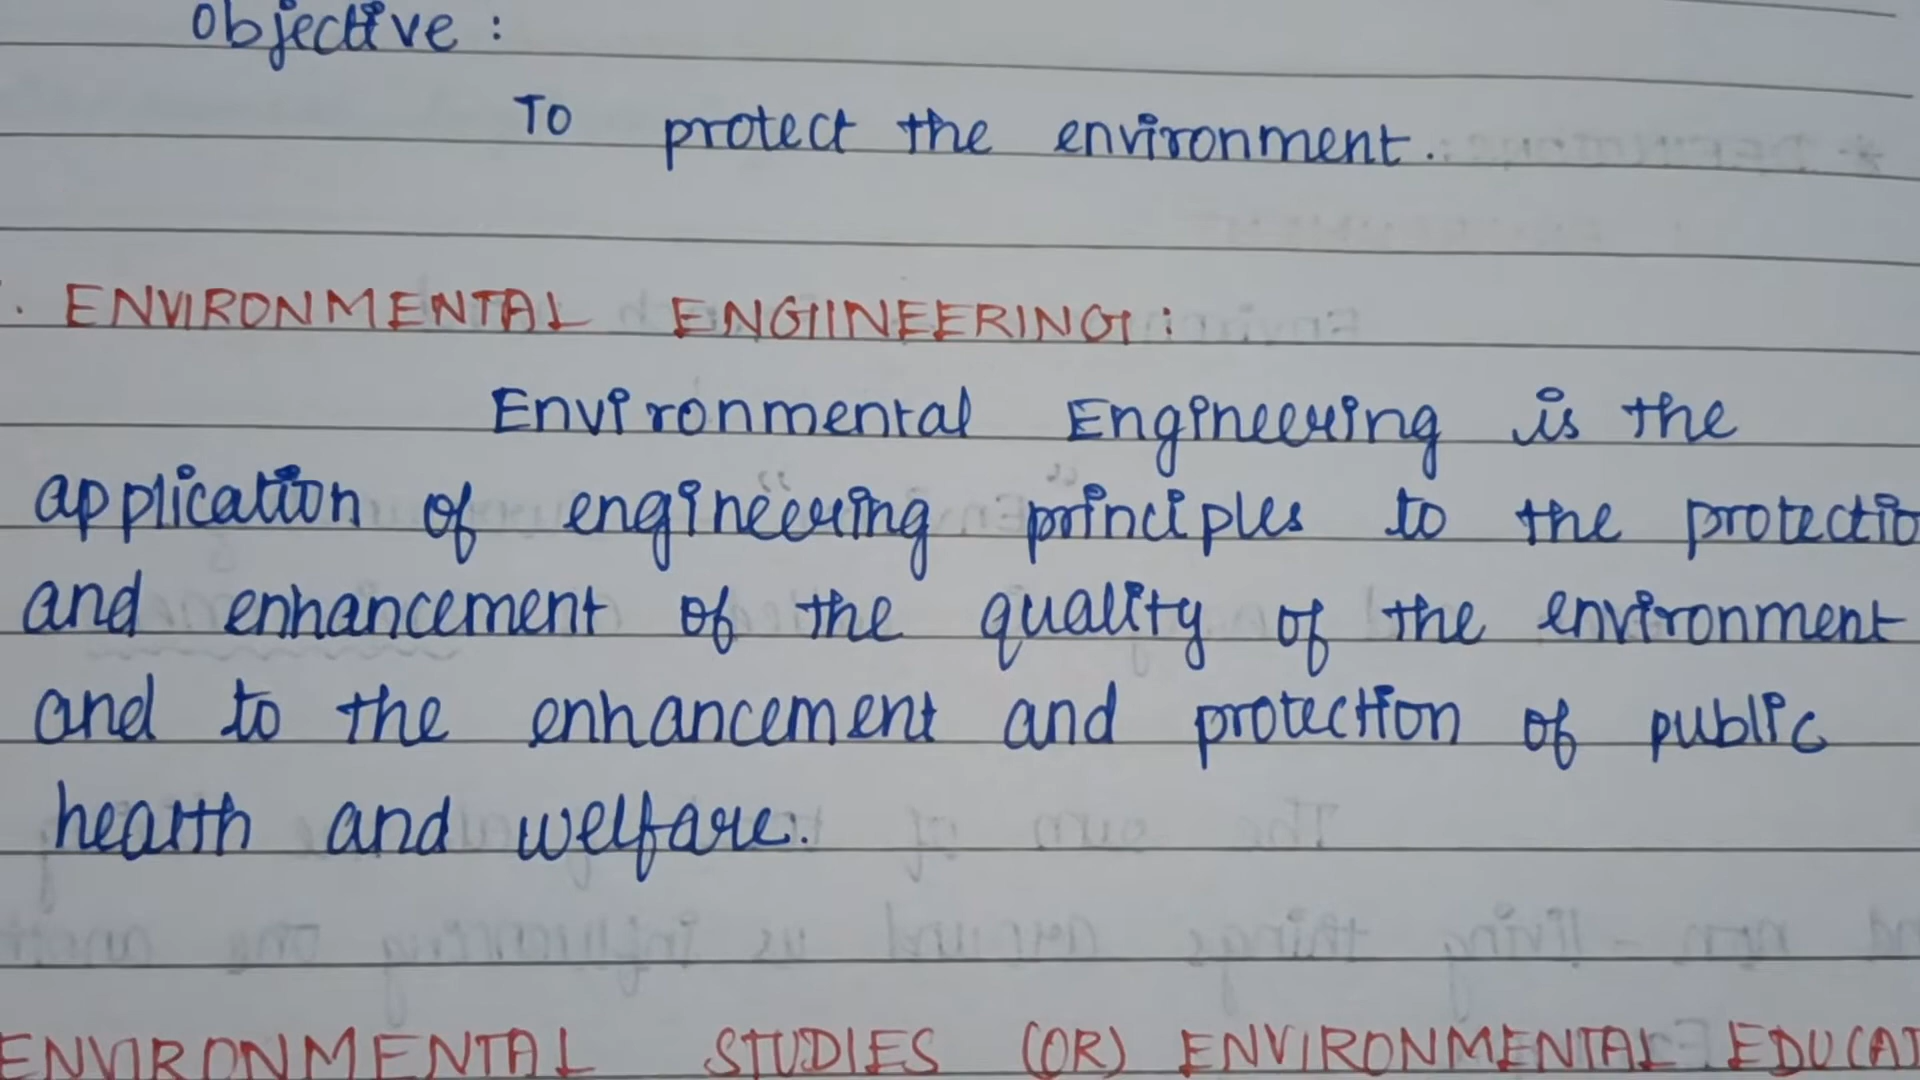 Objective :
To protect the environment.
. ENVIRONMENTAL ENGINEERING :
Environmental Engineering is the
application of engineering principles to the protectio
and enhancement of the quality of the environment
and to the enhancement and protection of public
health and welfare.
ENVIRONMENTAL STUDIES (OR) ENVIRONMENTAL EDUCAT